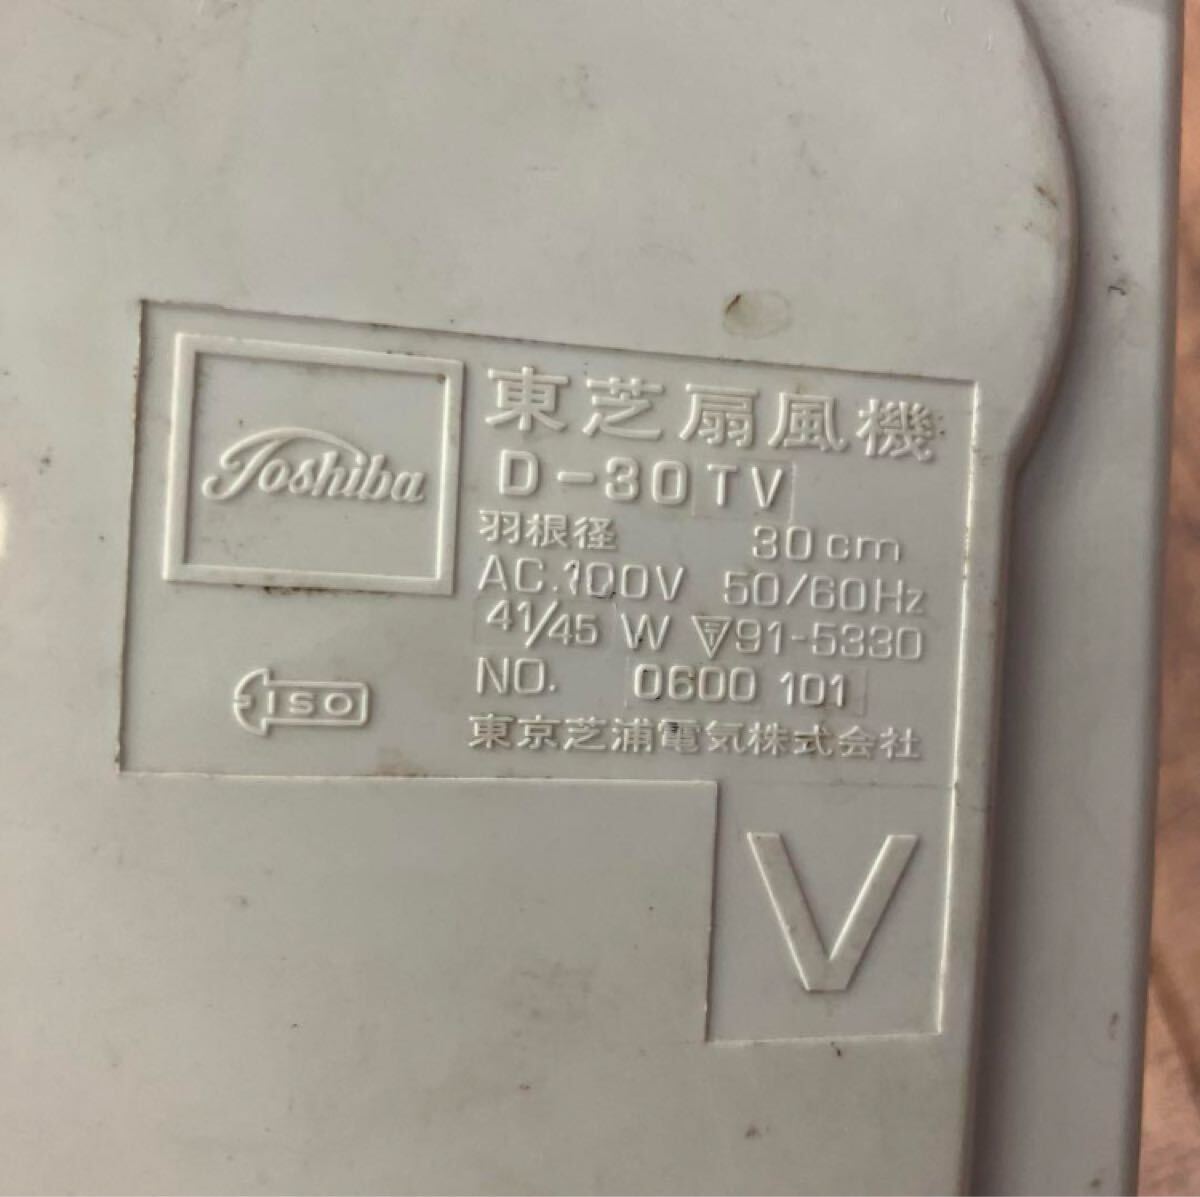 Toshiba
東芝扇風機
D-30TV
羽根径 30cm
AC.100V 50/60Hz
41/45 W 〒91-5330
NO. 0600 101
東京芝浦電気株式会社
ISO
V